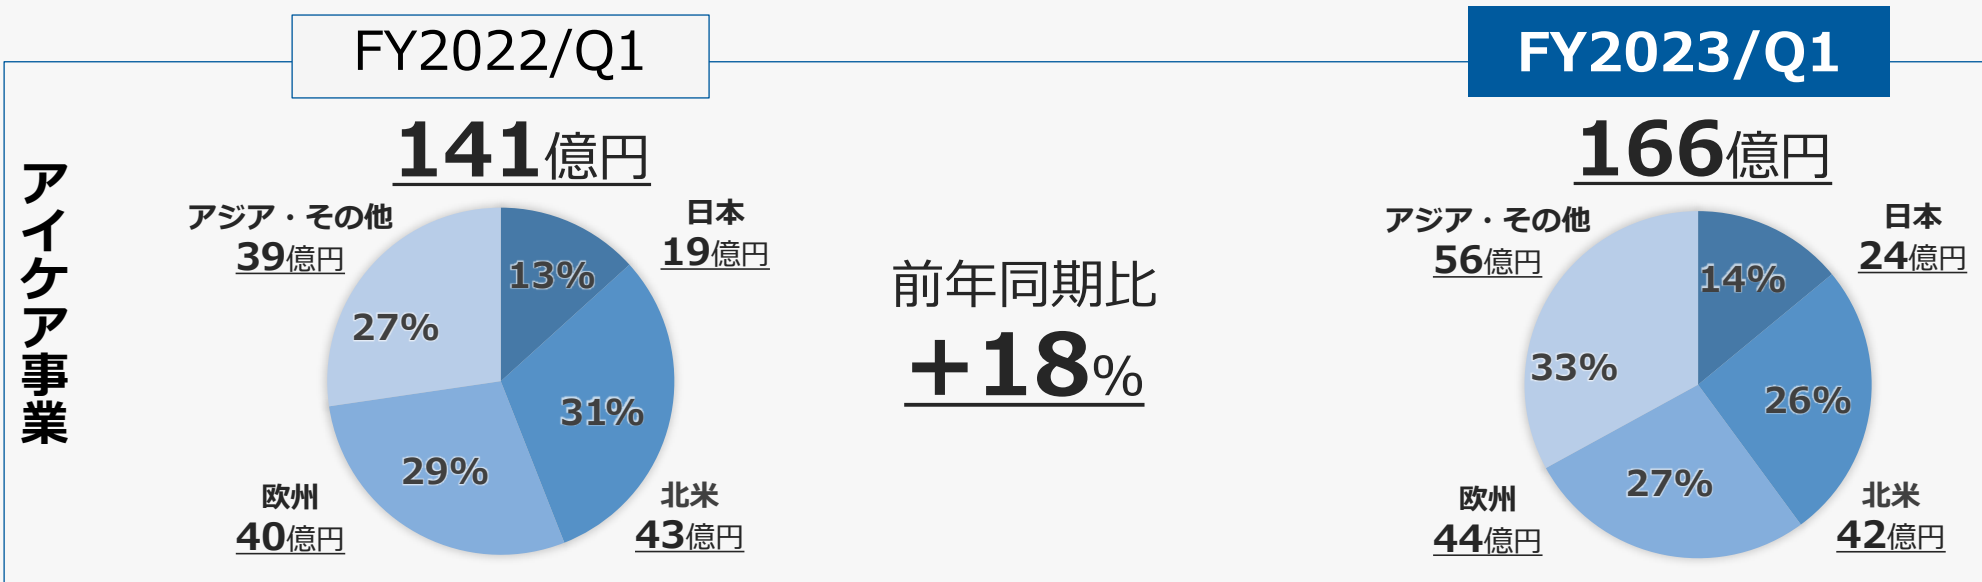 アイケア事業
FY2022/Q1
141億円
アジア・その他
39億円
日本
19億円
13%
27%
31%
29%
欧州
40億円
北米
43億円
前年同期比
+18%
FY2023/Q1
166億円
アジア・その他
56億円
日本
24億円
14%
33%
26%
27%
欧州
44億円
北米
42億円